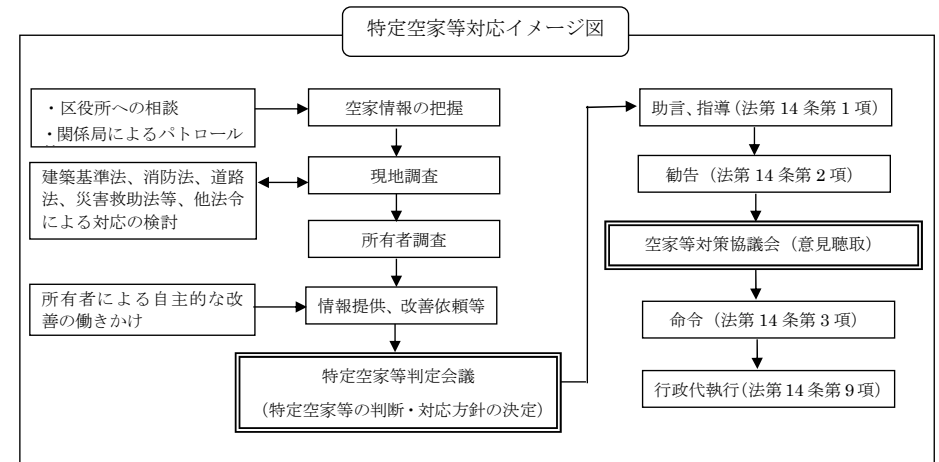 特定空家等対応イメージ図
・区役所への相談
・関係局によるパトロール
空家情報の把握
建築基準法、消防法、道路
法、災害救助法等、他法令
による対応の検討
現地調査
所有者調査
所有者による自主的な改
善の働きかけ
情報提供、改善依頼等
特定空家等判定会議
（特定空家等の判断・対応方針の決定）
助言、指導（法第 14 条第 1 項）
勧告（法第 14 条第 2 項）
空家等対策協議会（意見聴取）
命令（法第 14 条第 3 項）
行政代執行（法第 14 条第 9 項）